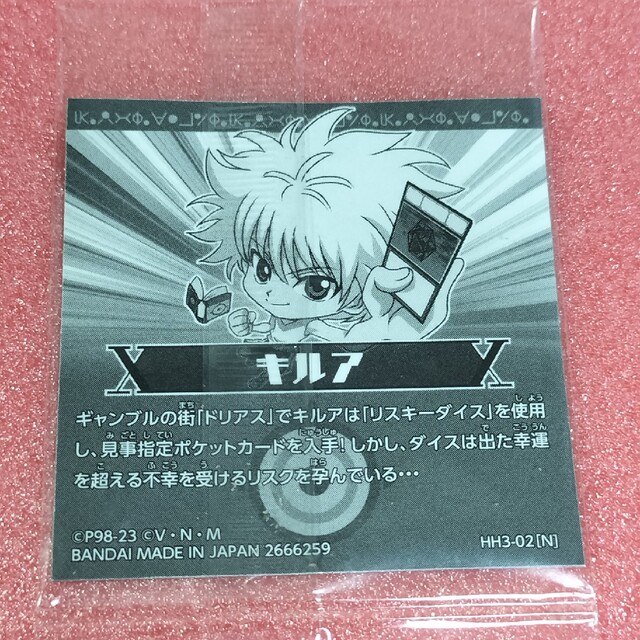 キルア
ギャンブルの街「ドリアス」でキルアは「リスキーダイス」を使用
し、見事指定ポケットカードを入手!しかし、ダイスは出た幸運
を超える不幸を受けるリスクを孕んでいる…
©P98-23 ©V・N・M
BANDAI MADE IN JAPAN 2666259
HH3-02[N]